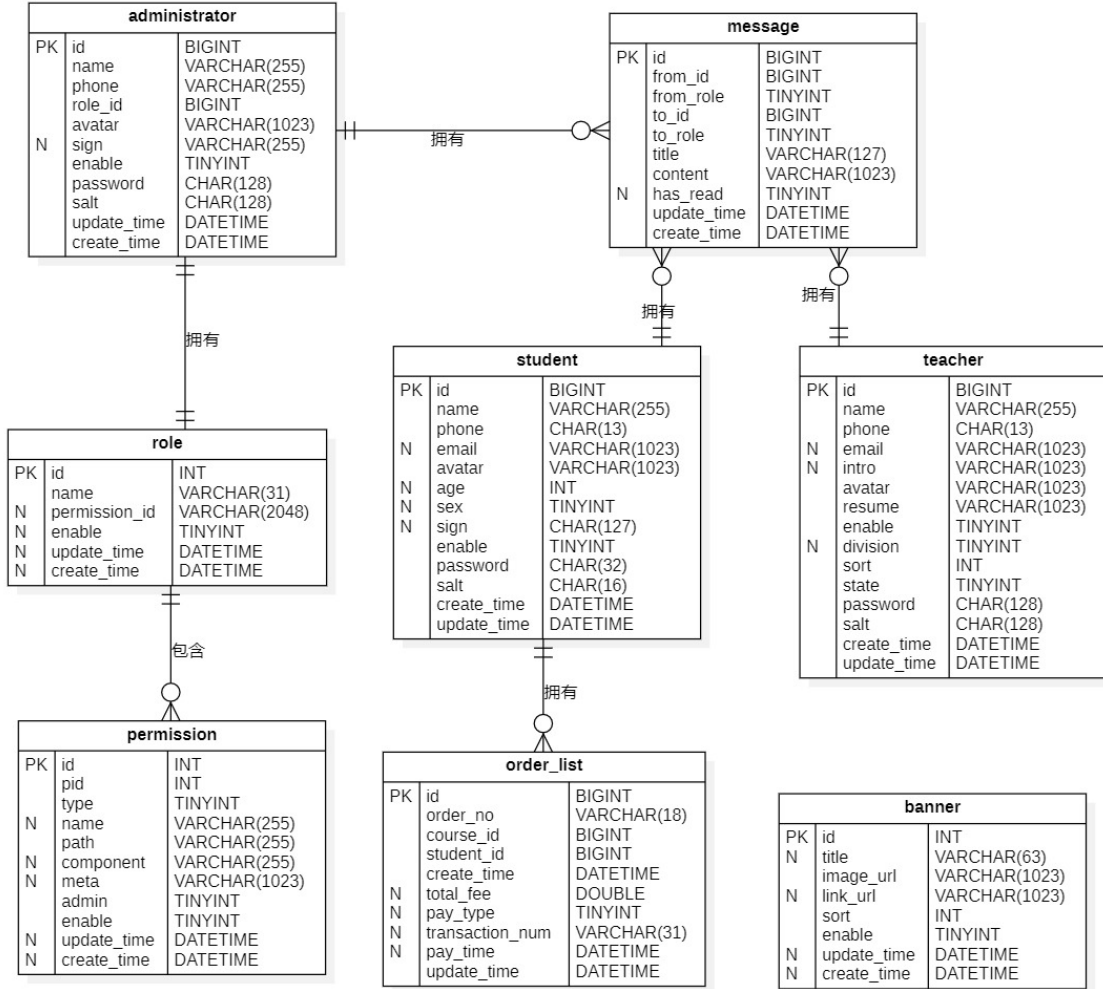 administrator
PK id BIGINT
name VARCHAR(255)
phone VARCHAR(255)
role_id BIGINT
avatar VARCHAR(1023)
N sign VARCHAR(255)
enable TINYINT
password CHAR(128)
salt CHAR(128)
update_time DATETIME
create_time DATETIME
拥有
message
PK id BIGINT
from_id BIGINT
from_role TINYINT
to_id BIGINT
to_role TINYINT
title VARCHAR(127)
content VARCHAR(1023)
N has_read TINYINT
update_time DATETIME
create_time DATETIME
拥有
拥有
拥有
role
PK id INT
name VARCHAR(31)
N permission_id VARCHAR(2048)
N enable TINYINT
N update_time DATETIME
N create_time DATETIME
包含
student
PK id BIGINT
name VARCHAR(255)
phone CHAR(13)
N email VARCHAR(1023)
avatar VARCHAR(1023)
N age INT
N sex TINYINT
N sign CHAR(127)
enable TINYINT
password CHAR(32)
salt CHAR(16)
create_time DATETIME
update_time DATETIME
拥有
teacher
PK id BIGINT
name VARCHAR(255)
phone CHAR(13)
N email VARCHAR(1023)
N intro VARCHAR(1023)
avatar VARCHAR(1023)
resume VARCHAR(1023)
enable TINYINT
N division TINYINT
sort INT
state TINYINT
password CHAR(128)
salt CHAR(128)
create_time DATETIME
update_time DATETIME
permission
PK id INT
pid INT
type TINYINT
N name VARCHAR(255)
path VARCHAR(255)
N component VARCHAR(255)
N meta VARCHAR(1023)
admin TINYINT
enable TINYINT
N update_time DATETIME
N create_time DATETIME
order_list
PK id BIGINT
order_no VARCHAR(18)
course_id BIGINT
student_id BIGINT
create_time DATETIME
N total_fee DOUBLE
N pay_type TINYINT
N transaction_num VARCHAR(31)
N pay_time DATETIME
update_time DATETIME
banner
PK id INT
N title VARCHAR(63)
image_url VARCHAR(1023)
N link_url VARCHAR(1023)
sort INT
enable TINYINT
N update_time DATETIME
N create_time DATETIME